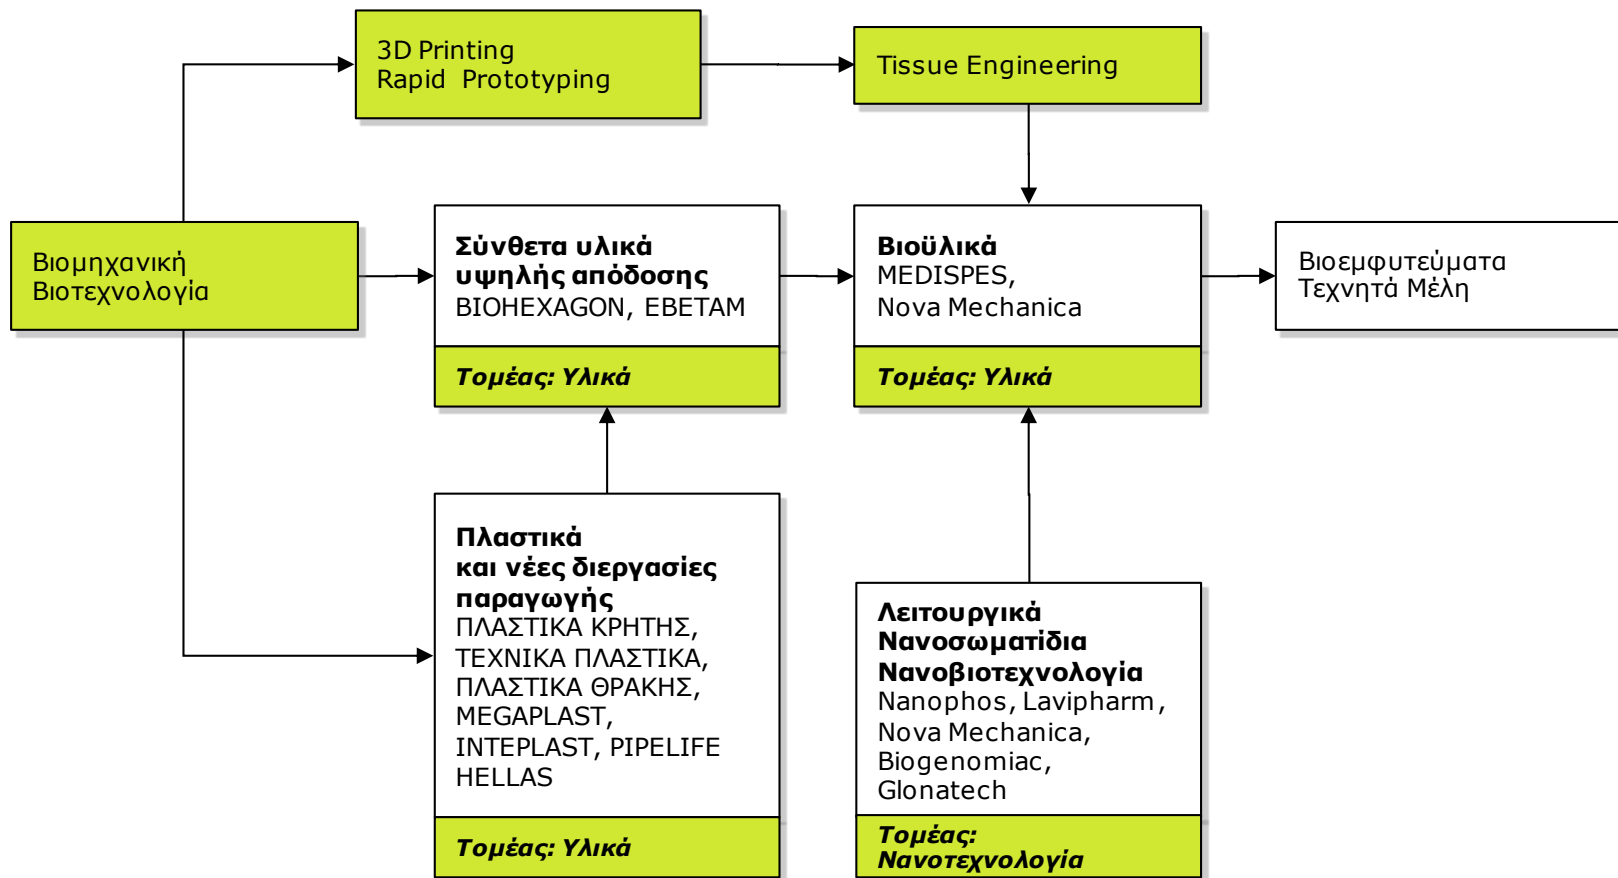 3D Printing
Rapid Prototyping
Tissue Engineering
Βιομηχανική
Βιοτεχνολογία
Σύνθετα υλικά
υψηλής απόδοσης
BIOHEXAGON, ΕΒΕΤΑΜ
Τομέας: Υλικά
Βιοϋλικά
MEDISPES,
Nova Mechanica
Τομέας: Υλικά
Βιοεμφυτεύματα
Τεχνητά Μέλη
Πλαστικά
και νέες διεργασίες
παραγωγής
ΠΛΑΣΤΙΚΑ ΚΡΗΤΗΣ,
ΤΕΧΝΙΚΑ ΠΛΑΣΤΙΚΑ,
ΠΛΑΣΤΙΚΑ ΘΡΑΚΗΣ,
MEGAPLAST,
INTEPLAST, PIPELIFE
HELLAS
Τομέας: Υλικά
Λειτουργικά
Νανοσωματίδια
Νανοβιοτεχνολογία
Nanophos, Lavipharm,
Nova Mechanica,
Biogenomiac,
Glonatech
Τομέας:
Νανοτεχνολογία